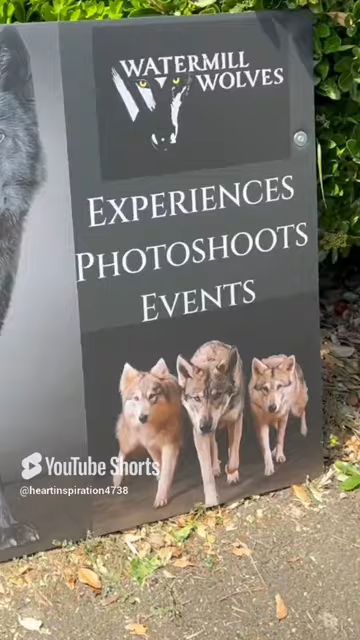 WATERMILL
WOLVES
EXPERIENCES
PHOTOSHOOTS
EVENTS
YouTube Shorts
@heartinspiration4738